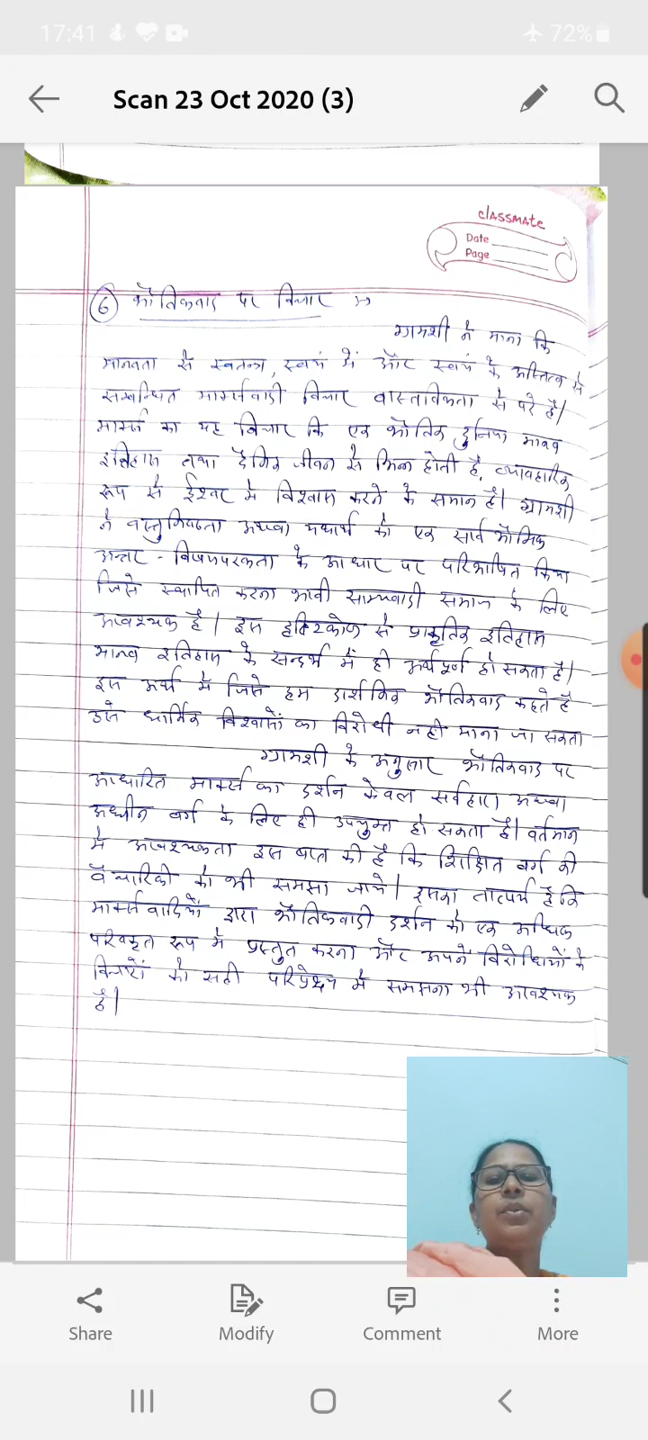 17:41
72%
Scan 23 Oct 2020 (3)
classmate
Date
Page
⑥ भौतिकवाद पर विचार :→
ग्रामशी ने माना कि
मानवता से स्वतन्त्र, स्वयं में और स्वयं के अस्तित्व से
सम्बन्धित मार्क्सवादी विचार वास्तविकता से परे है।
मार्क्स का यह विचार कि एक भौतिक दुनिया मानव
इतिहास तथा दैनिक जीवन से भिन्न होती है, व्यावहारिक
रूप से ईश्वर में विश्वास करने के समान है। ग्रामशी
ने वस्तुनिष्ठता अथवा यथार्थ को एक सार्वभौमिक
अन्तर - विषयपरकता के आधार पर परिभाषित किया
जिसे स्थापित करना भावी साम्यवादी समाज के लिए
आवश्यक है। इस दृष्टिकोण से प्राकृतिक इतिहास
मानव इतिहास के सन्दर्भ में ही अर्थपूर्ण हो सकता है।
इस अर्थ में जिसे हम दार्शनिक भौतिकवाद कहते है
उसे धार्मिक विश्वासों का विरोधी नही माना जा सकता
ग्रामशी के अनुसार भौतिकवाद पर
आधारित मार्क्स का दर्शन केवल सर्वहारा अथवा
अधीन वर्ग के लिए ही उपयुक्त हो सकता है। वर्तमान
में आवश्यकता इस बात की है कि शिक्षित वर्ग की
वैचारिकी को भी समझा जाये। इसका तात्पर्य है कि
मार्क्सवादियों द्वारा भौतिकवादी दर्शन को एक अधिक
परिष्कृत रूप में प्रस्तुत करना और अपने विरोधियों के
विचारों को सही परिप्रेक्ष्य में समझना भी आवश्यक
है।
Share
Modify
Comment
More